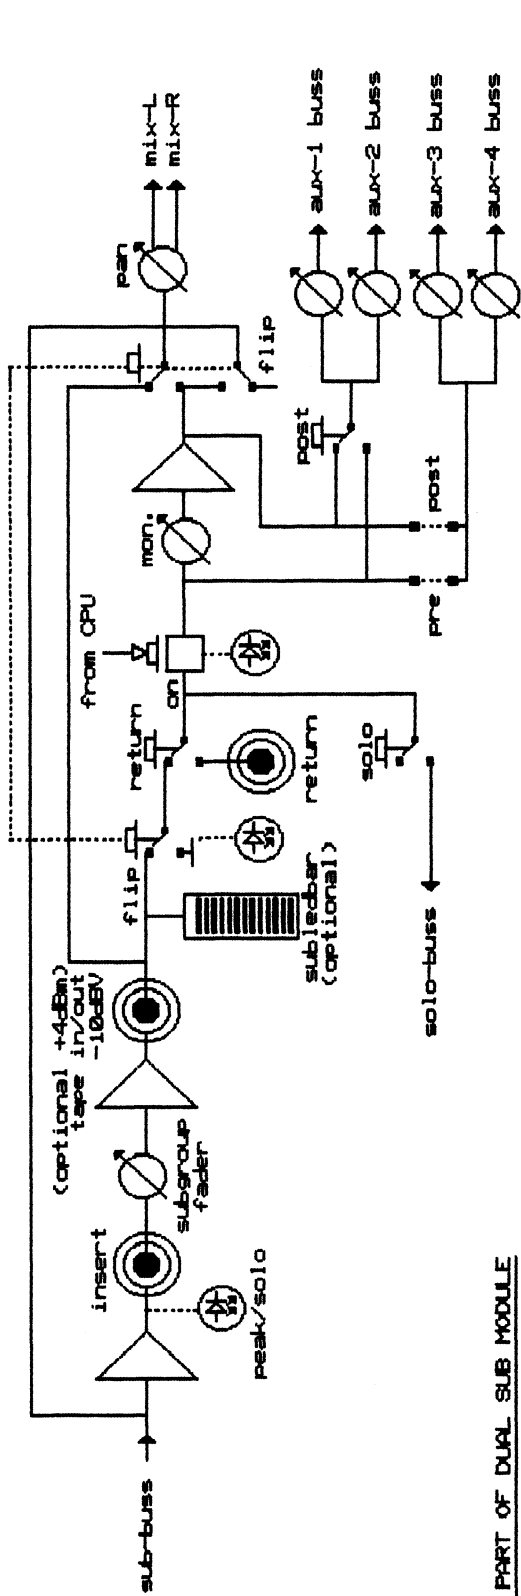 sub-buss
peak/solo
insert
subgroup
fader
(optional +4dBm)
tape in/out
-10dBV
subledbar
(optional)
flip
return
return
on
from CPU
solo
solo-buss
mon.
pre
post
post
flip
pan
mix-L
mix-R
aux-1 buss
aux-2 buss
aux-3 buss
aux-4 buss
PART OF DUAL SUB MODULE